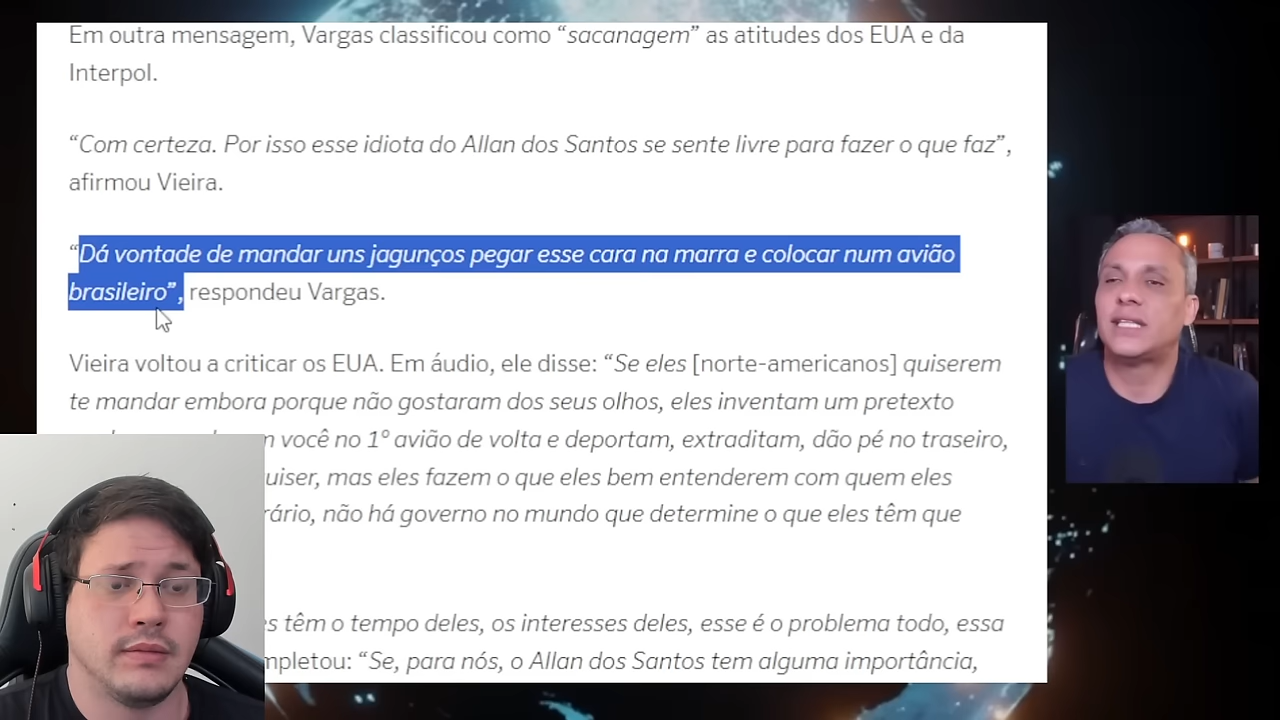 Em outra mensagem, Vargas classificou como “sacanagem” as atitudes dos EUA e da
Interpol.
“Com certeza. Por isso esse idiota do Allan dos Santos se sente livre para fazer o que faz”,
afirmou Vieira.
“Dá vontade de mandar uns jagunços pegar esse cara na marra e colocar num avião
brasileiro”, respondeu Vargas.
Vieira voltou a criticar os EUA. Em áudio, ele disse: “Se eles [norte-americanos] quiserem
te mandar embora porque não gostaram dos seus olhos, eles inventam um pretexto
você no 1º avião de volta e deportam, extraditam, dão pé no traseiro,
mas eles fazem o que eles bem entenderem com quem eles
não há governo no mundo que determine o que eles têm que
têm o tempo deles, os interesses deles, esse é o problema todo, essa
“Se, para nós, o Allan dos Santos tem alguma importância,